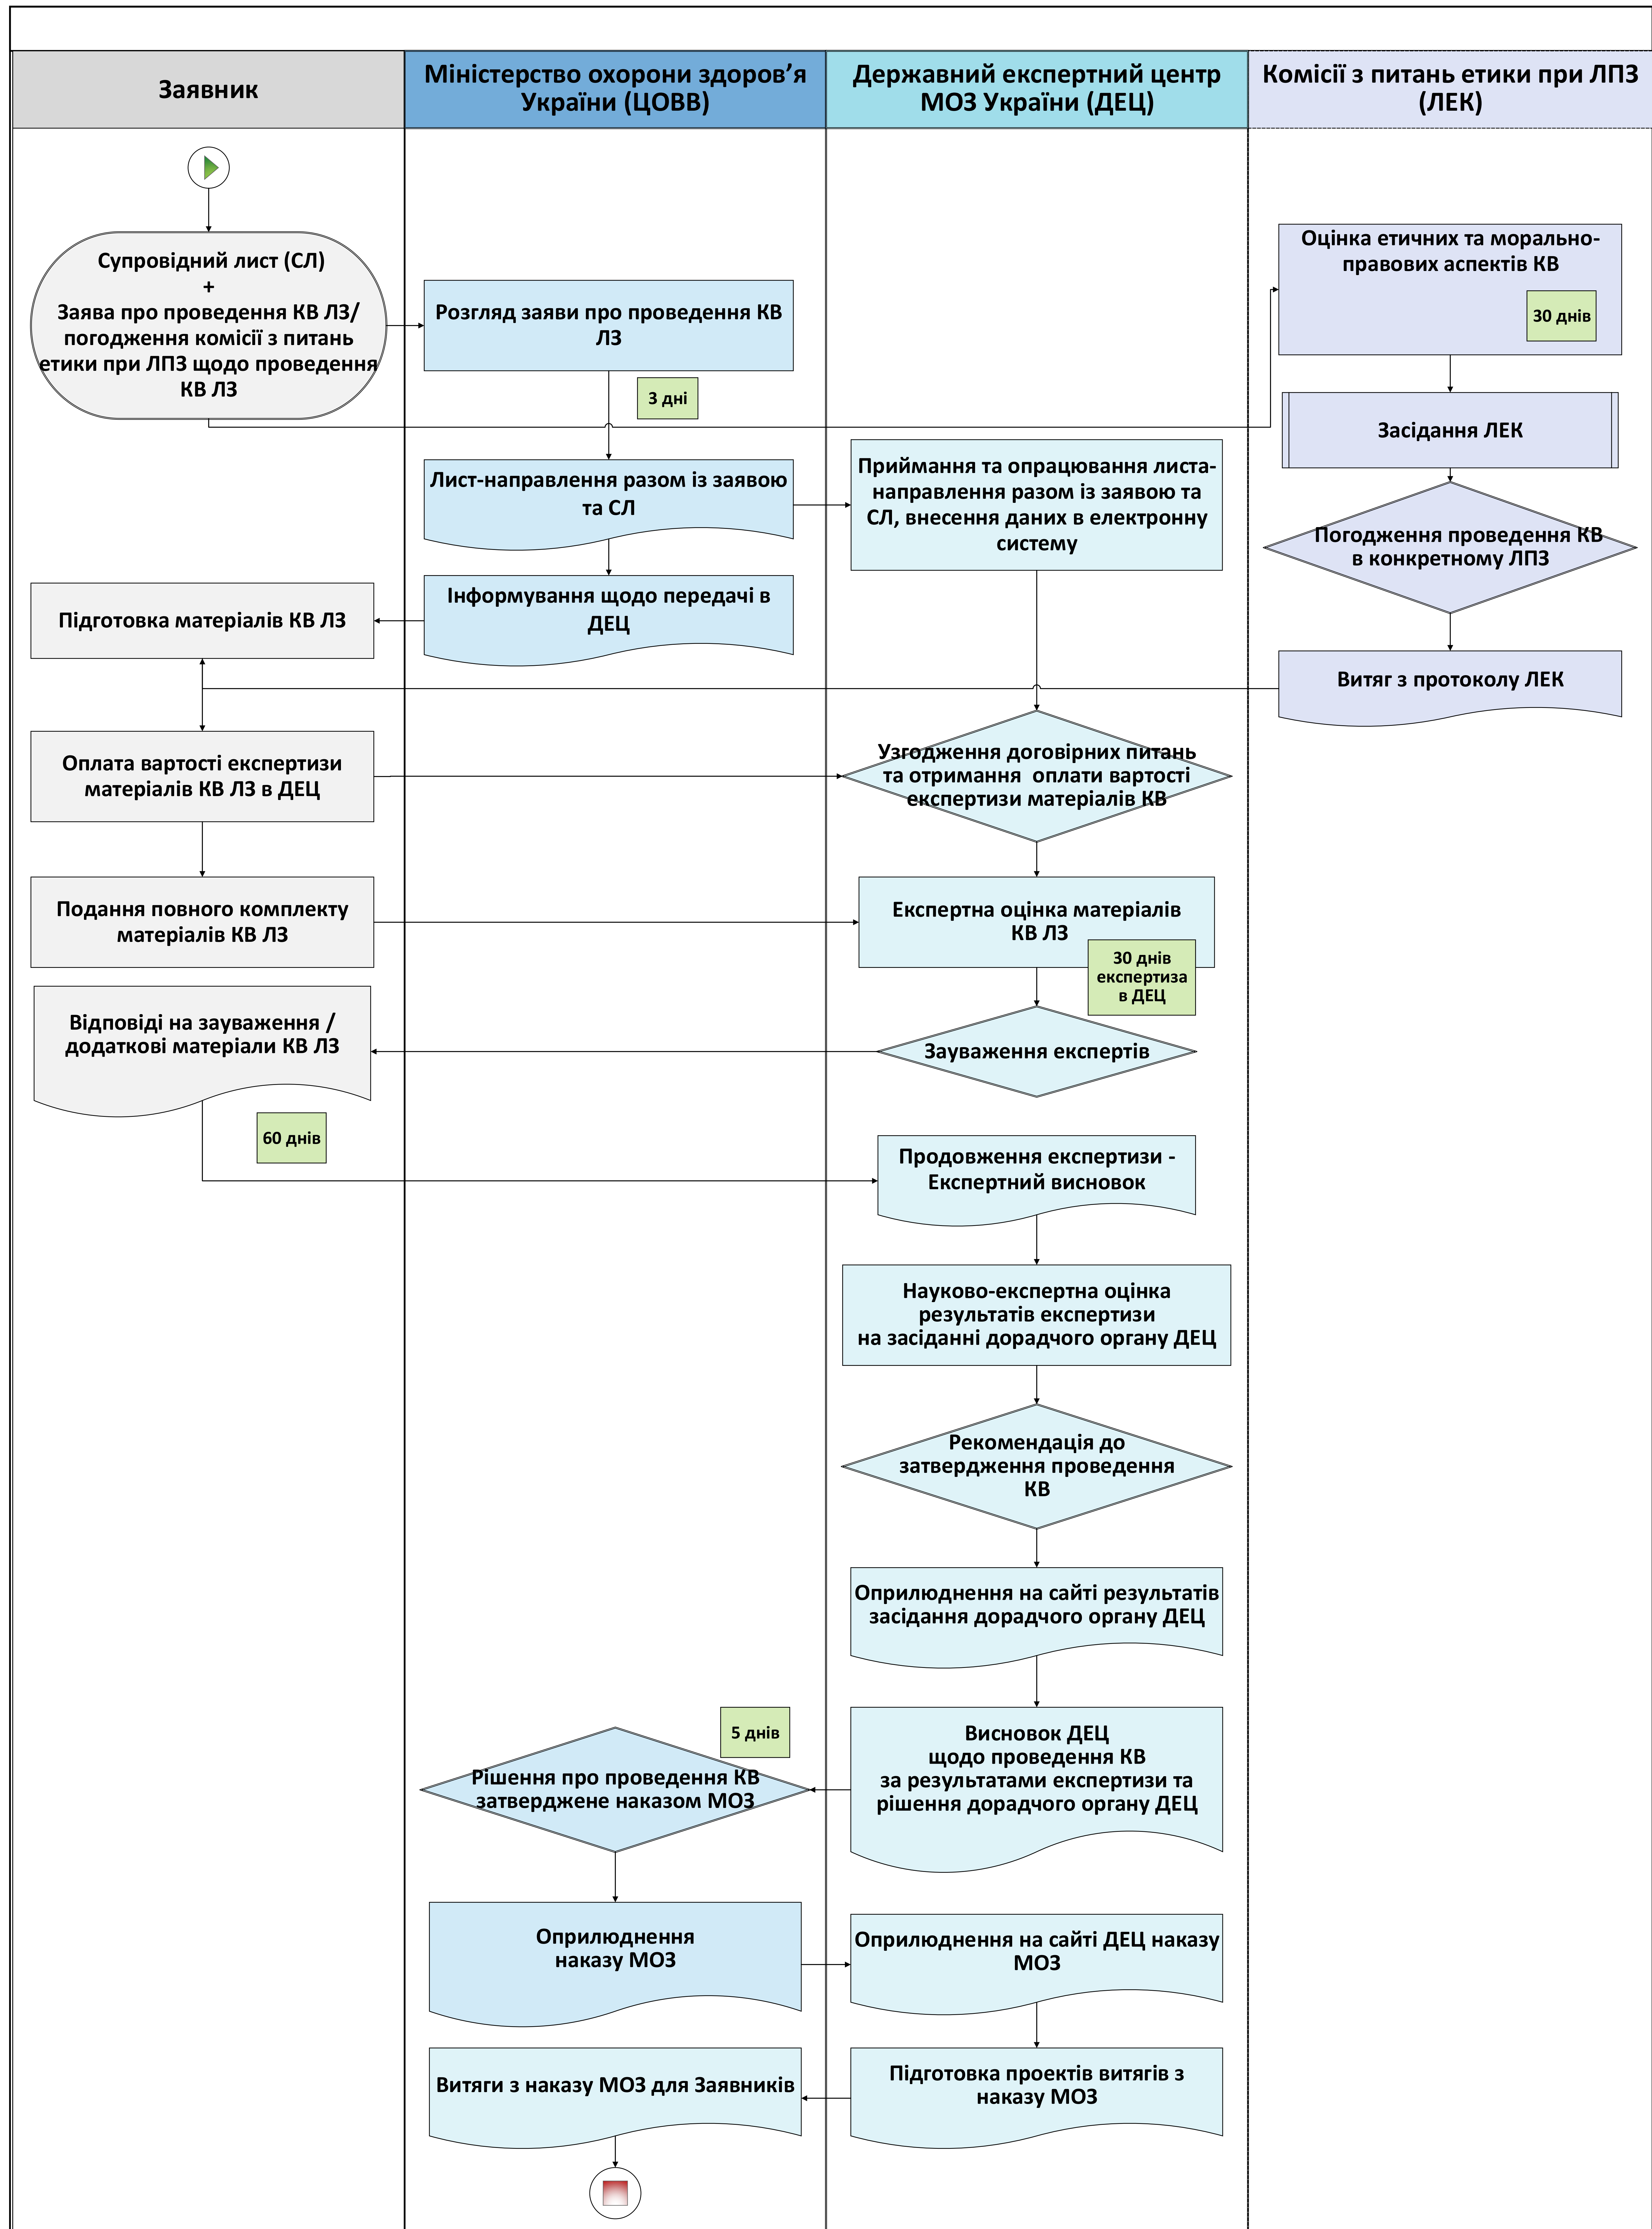 Заявник
Міністерство охорони здоров’я
України (ЦОВВ)
Державний експертний центр
МОЗ України (ДЕЦ)
Комісії з питань етики при ЛПЗ
(ЛЕК)
Супровідний лист (СЛ)
+
Заява про проведення КВ ЛЗ/
погодження комісії з питань
етики при ЛПЗ щодо проведення
КВ ЛЗ
Розгляд заяви про проведення КВ
ЛЗ
3 дні
Оцінка етичних та морально-
правових аспектів КВ
30 днів
Засідання ЛЕК
Лист-направлення разом із заявою
та СЛ
Приймання та опрацювання листа-
направлення разом із заявою та
СЛ, внесення даних в електронну
систему
Погодження проведення КВ
в конкретному ЛПЗ
Підготовка матеріалів КВ ЛЗ
Інформування щодо передачі в
ДЕЦ
Витяг з протоколу ЛЕК
Оплата вартості експертизи
матеріалів КВ ЛЗ в ДЕЦ
Узгодження договірних питань
та отримання оплати вартості
експертизи матеріалів КВ
Подання повного комплекту
матеріалів КВ ЛЗ
Експертна оцінка матеріалів
КВ ЛЗ
30 днів
експертиза
в ДЕЦ
Відповіді на зауваження /
додаткові матеріали КВ ЛЗ
Зауваження експертів
60 днів
Продовження експертизи -
Експертний висновок
Науково-експертна оцінка
результатів експертизи
на засіданні дорадчого органу ДЕЦ
Рекомендація до
затвердження проведення
КВ
Оприлюднення на сайті результатів
засідання дорадчого органу ДЕЦ
5 днів
Рішення про проведення КВ
затверджене наказом МОЗ
Висновок ДЕЦ
щодо проведення КВ
за результатами експертизи та
рішення дорадчого органу ДЕЦ
Оприлюднення
наказу МОЗ
Оприлюднення на сайті ДЕЦ наказу
МОЗ
Витяги з наказу МОЗ для Заявників
Підготовка проектів витягів з
наказу МОЗ